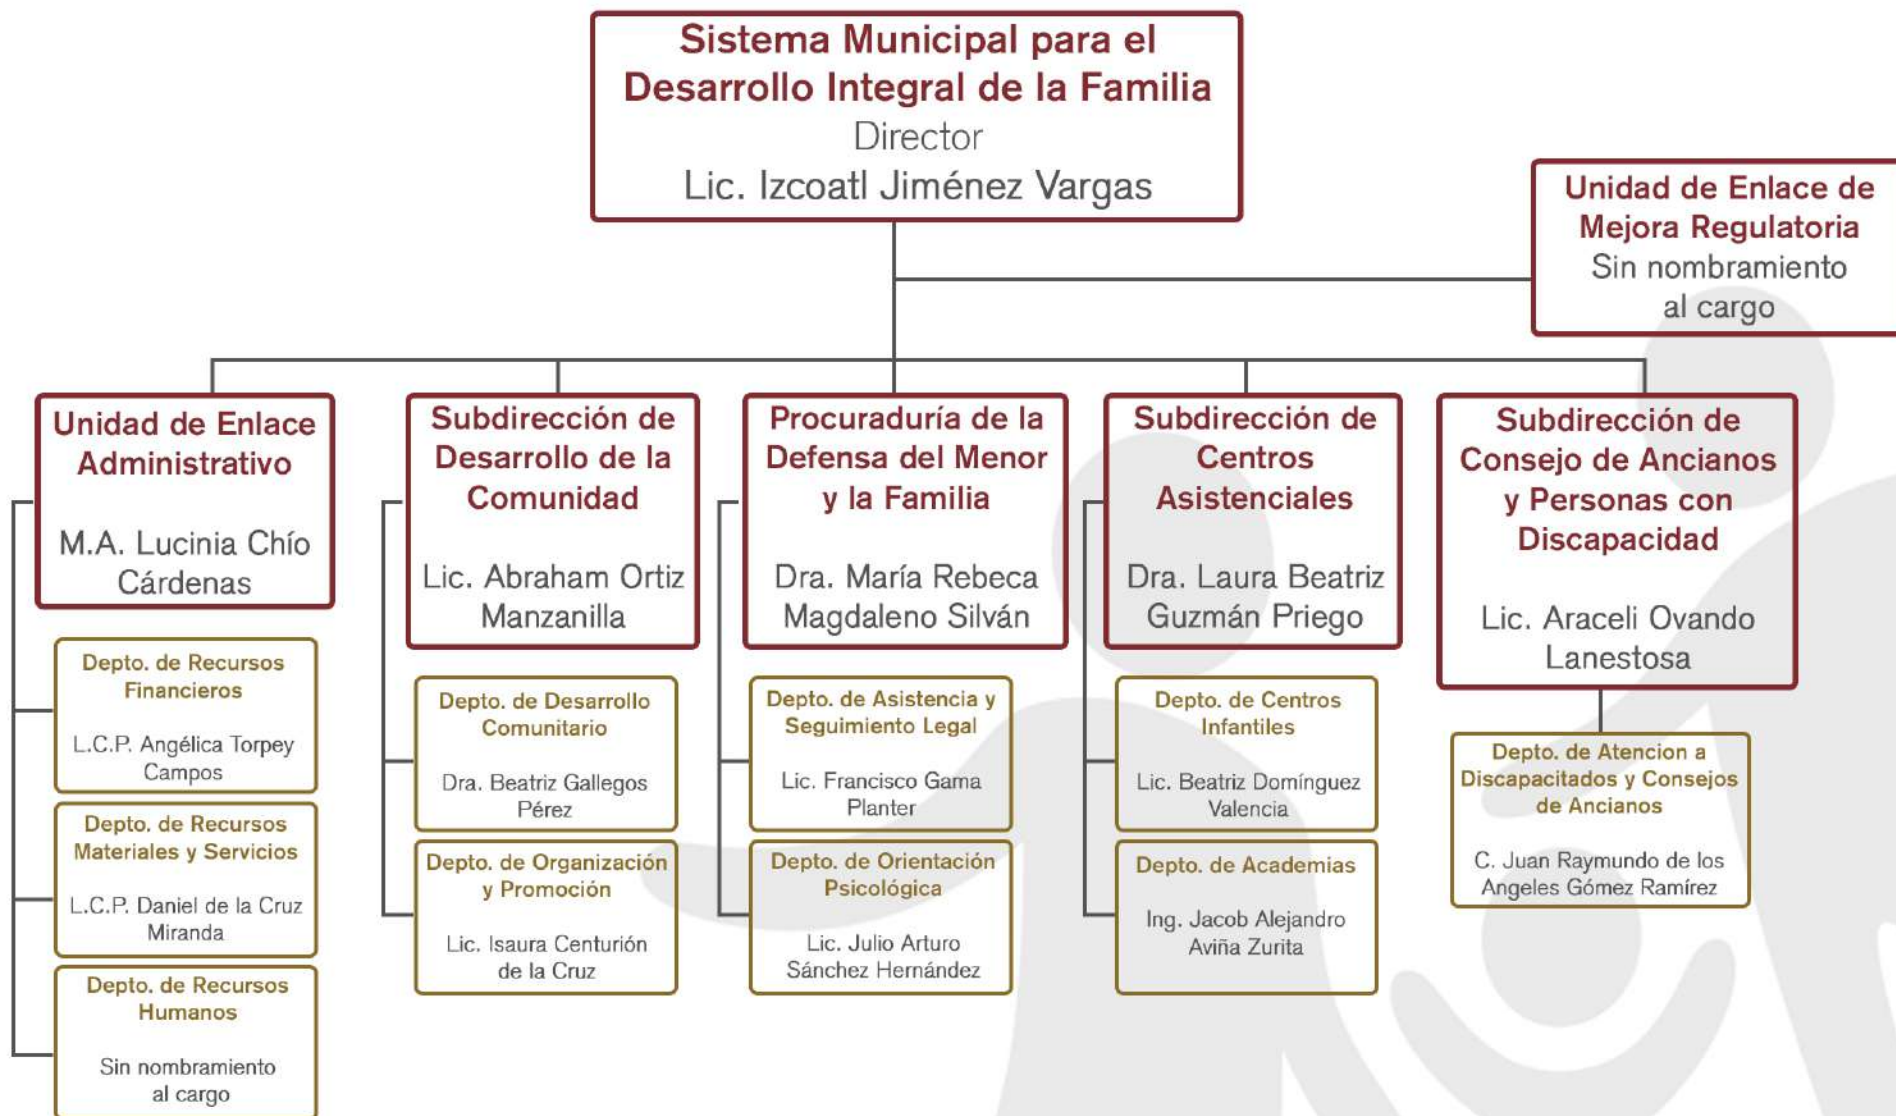 Sistema Municipal para el
Desarrollo Integral de la Familia
Director
Lic. Izcoatl Jiménez Vargas
Unidad de Enlace de
Mejora Regulatoria
Sin nombramiento
al cargo
Unidad de Enlace
Administrativo
M.A. Lucinia Chío
Cárdenas
Depto. de Recursos
Financieros
L.C.P. Angélica Torpey
Campos
Depto. de Recursos
Materiales y Servicios
L.C.P. Daniel de la Cruz
Miranda
Depto. de Recursos
Humanos
Sin nombramiento
al cargo
Subdirección de
Desarrollo de la
Comunidad
Lic. Abraham Ortiz
Manzanilla
Depto. de Desarrollo
Comunitario
Dra. Beatriz Gallegos
Pérez
Depto. de Organización
y Promoción
Lic. Isaura Centurión
de la Cruz
Procuraduría de la
Defensa del Menor
y la Familia
Dra. María Rebeca
Magdaleno Silván
Depto. de Asistencia y
Seguimiento Legal
Lic. Francisco Gama
Planter
Depto. de Orientación
Psicológica
Lic. Julio Arturo
Sánchez Hernández
Subdirección de
Centros
Asistenciales
Dra. Laura Beatriz
Guzmán Priego
Depto. de Centros
Infantiles
Lic. Beatriz Domínguez
Valencia
Depto. de Academias
Ing. Jacob Alejandro
Aviña Zurita
Subdirección de
Consejo de Ancianos
y Personas con
Discapacidad
Lic. Araceli Ovando
Lanestosa
Depto. de Atencion a
Discapacitados y Consejos
de Ancianos
C. Juan Raymundo de los
Angeles Gómez Ramírez